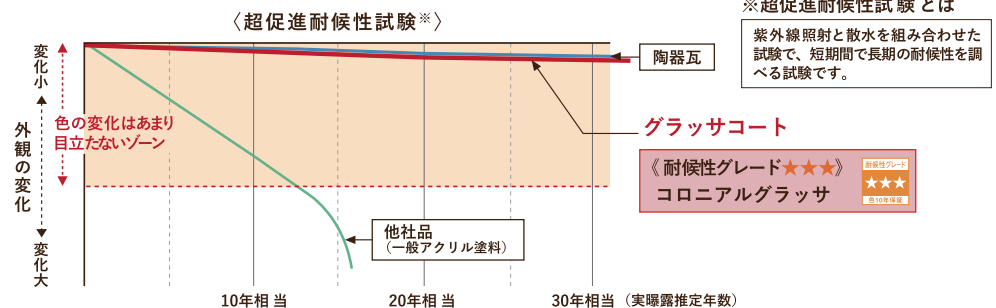 〈超促進耐候性試験※〉
※超促進耐候性試験とは
紫外線照射と散水を組み合わせた
試験で、短期間で長期の耐候性を調
べる試験です。
変化小
外観の変化
変化大
色の変化はあまり
目立たないゾーン
陶器瓦
グラッサコート
《耐候性グレード★★★》
コロニアルグラッサ
耐候性グレード
★★★
色10年保証
他社品
（一般アクリル塗料）
10年相当
20年相当
30年相当（実曝露推定年数）